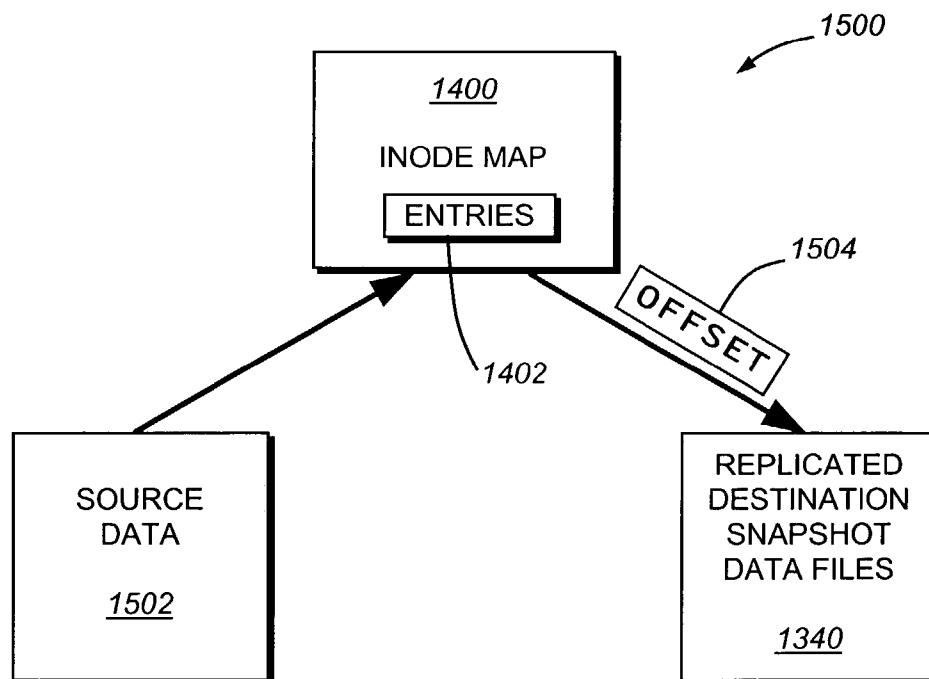 1500
1400
INODE MAP
ENTRIES
1504
OFFSET
1402
SOURCE
DATA
1502
REPLICATED
DESTINATION
SNAPSHOT
DATA FILES
1340